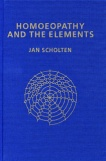 HOMOEOPATHY
AND THE ELEMENTS
JAN SCHOLTEN